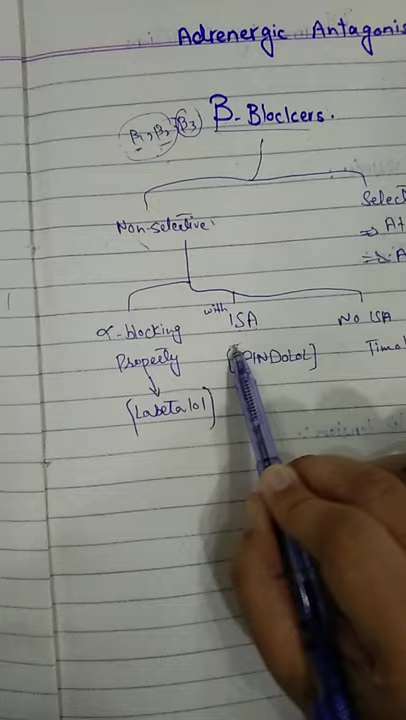 Adrenergic Antagonis
β1, β2, β3 β-Blockers.
Non-selective
Select
⇒ At
⇒ A
α-blocking with ISA No ISA
Property [PINDOLOL] Timol
[Labetalol]